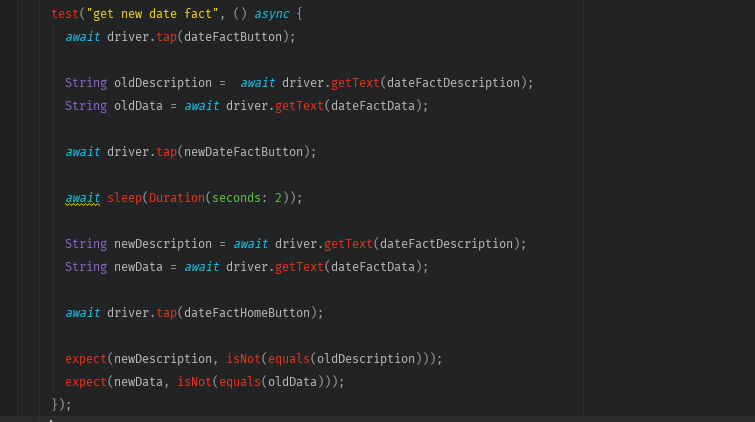 test("get new date fact", () async {
await driver.tap(dateFactButton);
String oldDescription =  await driver.getText(dateFactDescription);
String oldData = await driver.getText(dateFactData);
await driver.tap(newDateFactButton);
await sleep(Duration(seconds: 2));
String newDescription = await driver.getText(dateFactDescription);
String newData = await driver.getText(dateFactData);
await driver.tap(dateFactHomeButton);
expect(newDescription, isNot(equals(oldDescription)));
expect(newData, isNot(equals(oldData)));
});